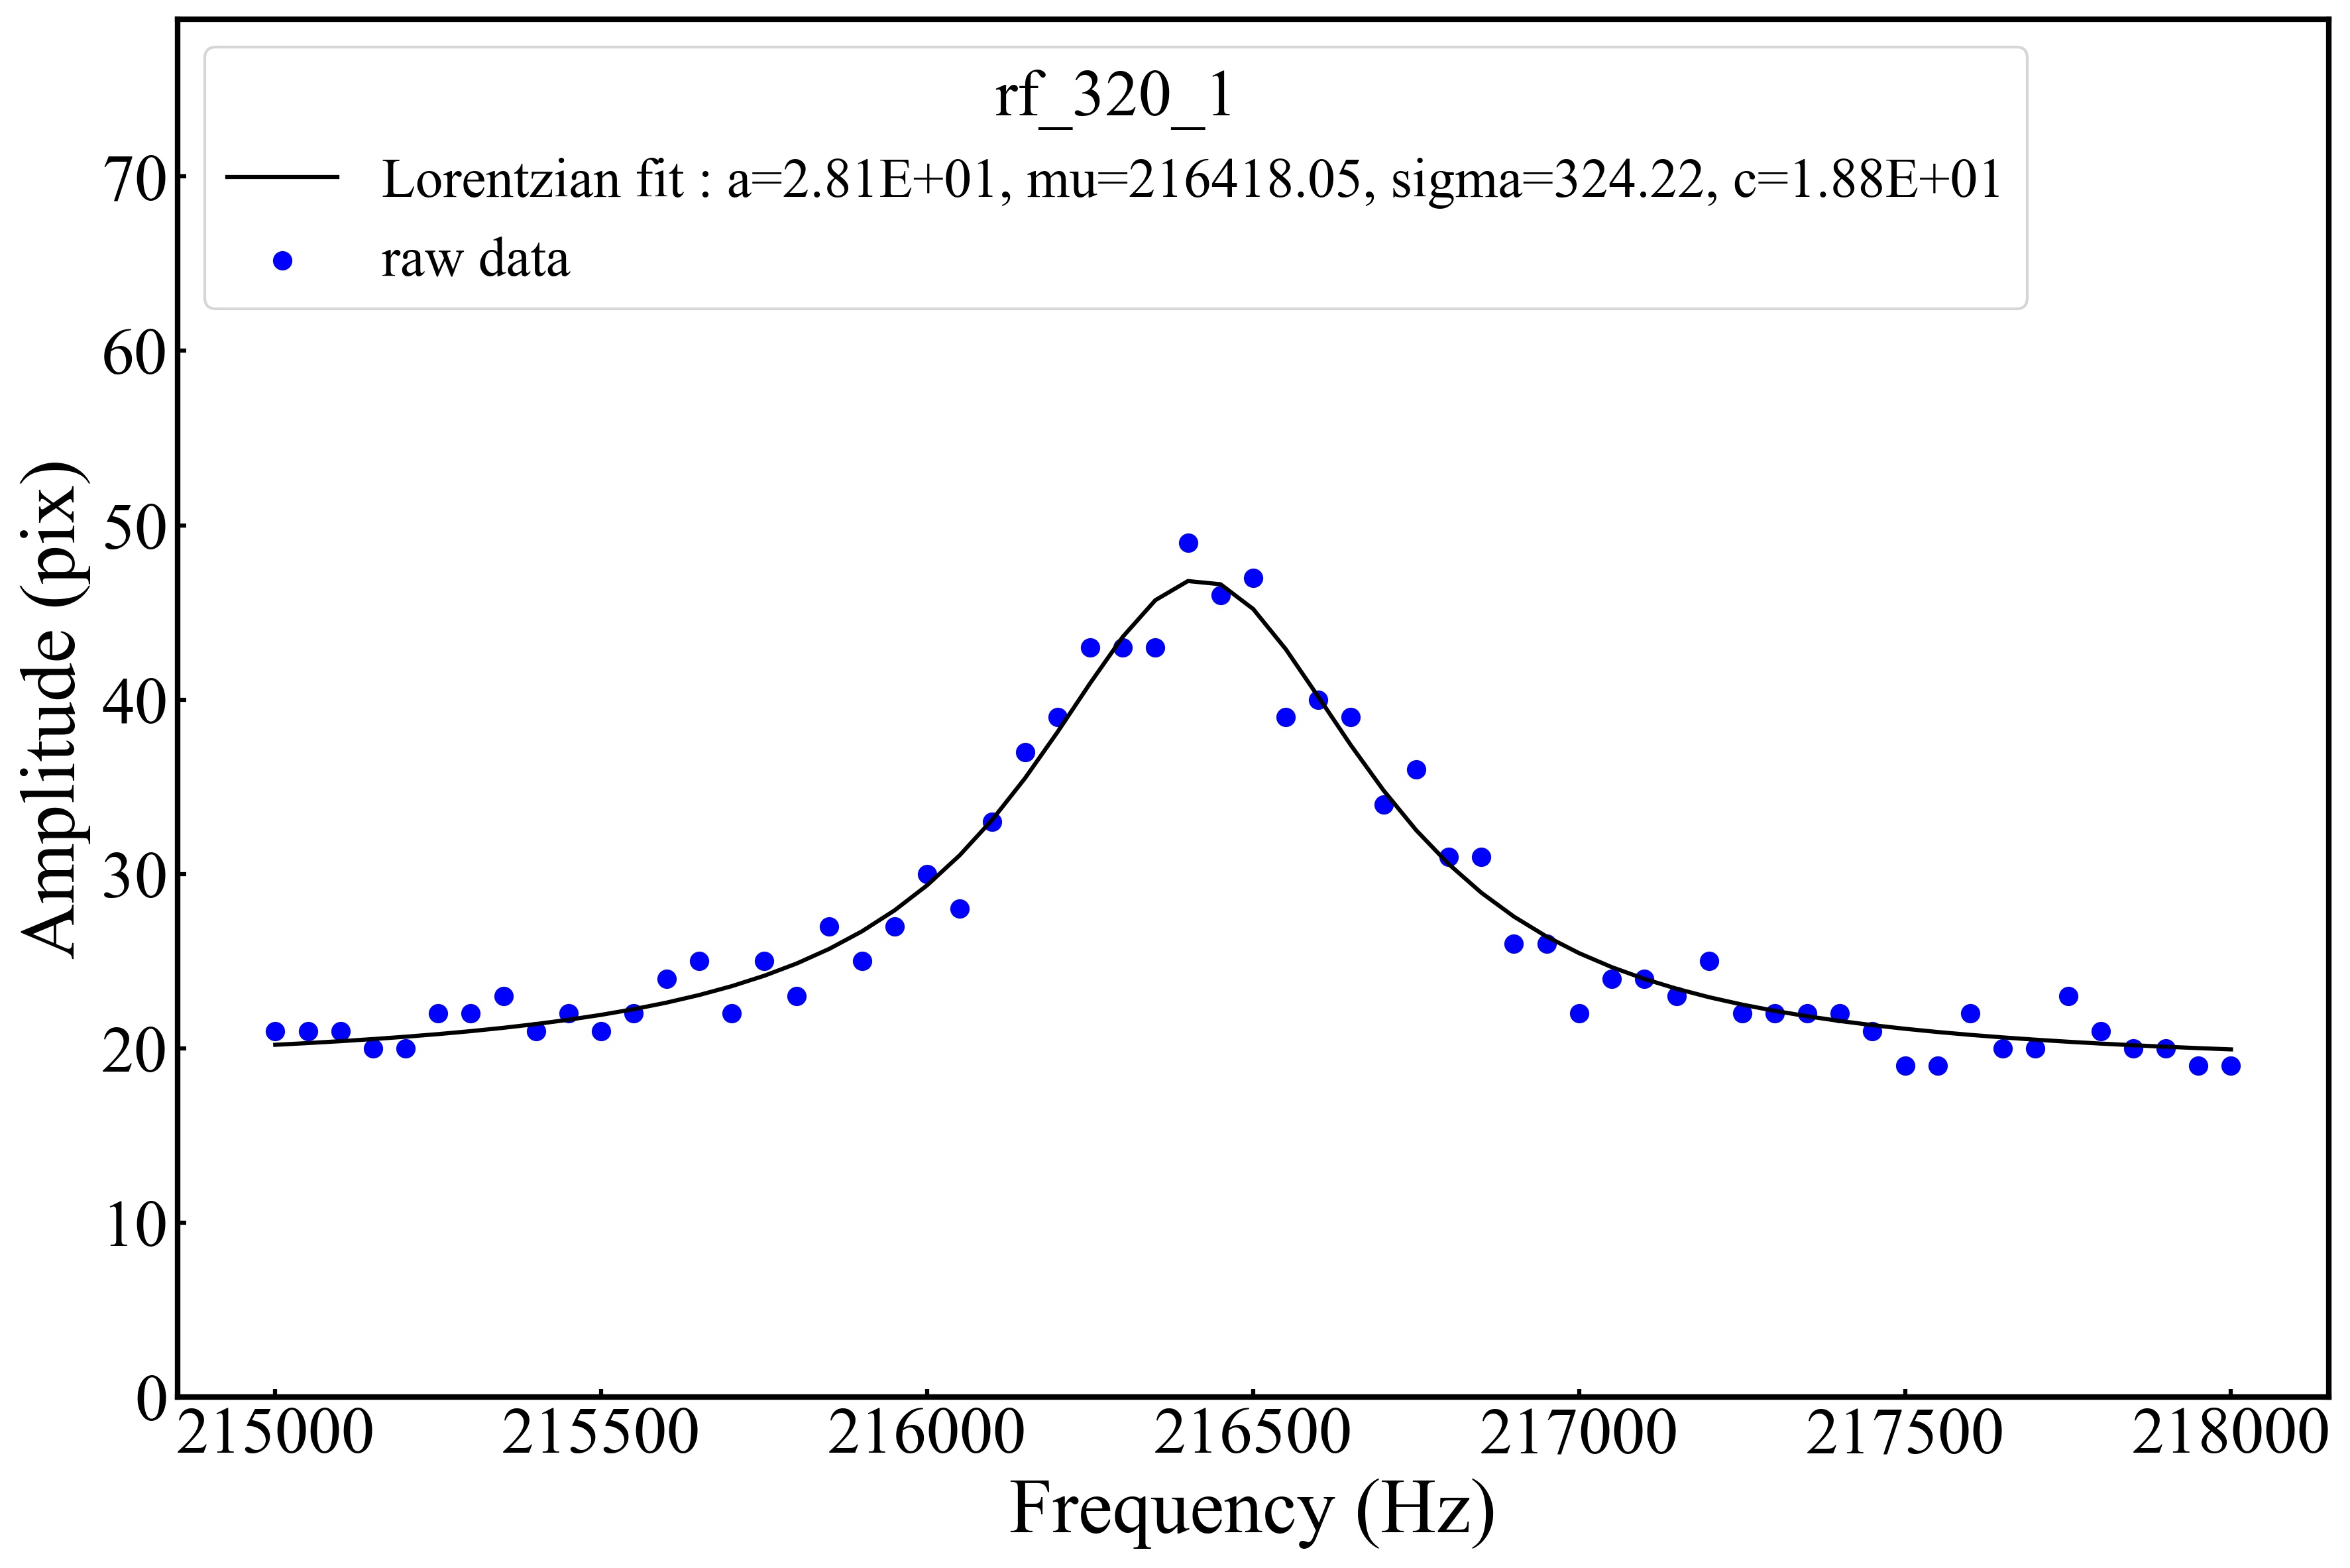 rf_320_1
Lorentzian fit : a=2.81E+01, mu=216418.05, sigma=324.22, c=1.88E+01
raw data
70
60
50
40
30
20
10
0
Amplitude (pix)
215000 215500 216000 216500 217000 217500 218000
Frequency (Hz)